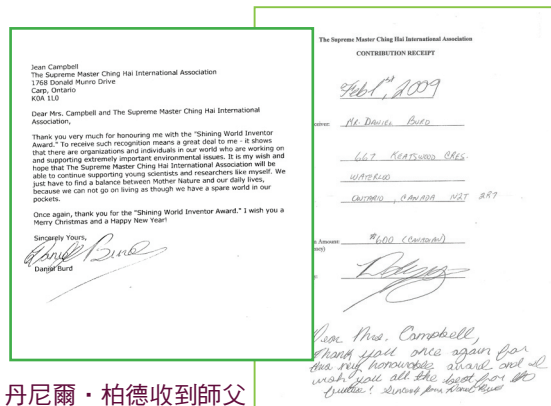 Jean Campbell
The Supreme Master Ching Hai International Association
1768 Donald Munro Drive
Carp, Ontario
K0A 1L0
Dear Mrs. Campbell and The Supreme Master Ching Hai International
Association,
Thank you very much for honouring me with the "Shining World Inventor
Award." To receive such recognition means a great deal to me - it shows
that there are organizations and individuals in our world who are working on
and supporting extremely important environmental issues. It is my wish and
hope that The Supreme Master Ching Hai International Association will be
able to continue supporting young scientists and researchers like myself. We
just have to find a balance between Mother Nature and our daily lives,
because we can not go on living as though we have a spare world in our
pockets.
Once again, thank you for the "Shining World Inventor Award." I wish you a
Merry Christmas and a Happy New Year!
Sincerely Yours,
Daniel Burd
Daniel Burd
The Supreme Master Ching Hai International Association
CONTRIBUTION RECEIPT
Feb 1st, 2009
MR. DANIEL BURD
667 KEATSWOOD CRES.
WATERLOO
ONTARIO, CANADA N2T 2R7
Amount: $600 (CANADIAN)
Dear Mrs. Campbell,
Thank you once again for
this very honourable award and I
wish you all the best for the
future! Sincerely from Daniel Burd
丹尼爾·柏德收到師父